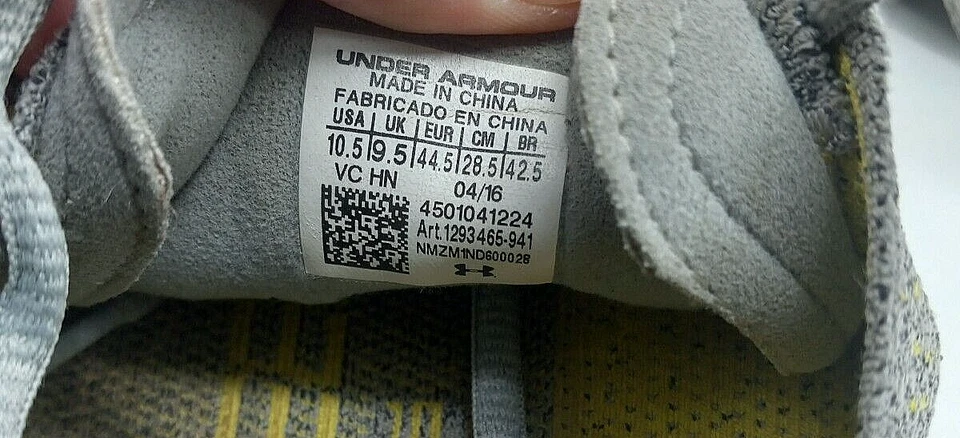 UNDER ARMOUR
MADE IN CHINA
FABRICADO EN CHINA
USA UK EUR CM BR
10.5 9.5 44.5 28.5 42.5
VC HN 04/16
4501041224
Art.1293465-941
NMZM1ND600028